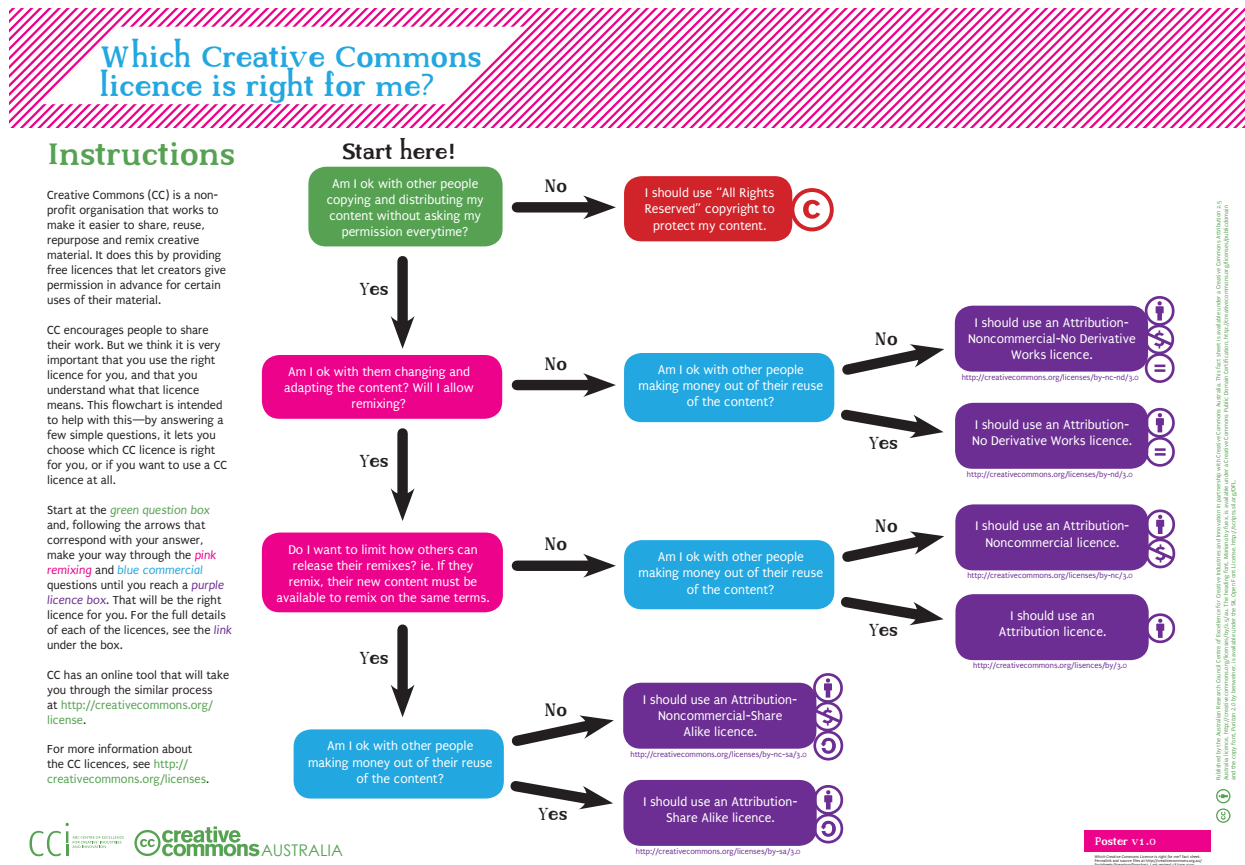 Which Creative Commons
licence is right for me?
Instructions
Creative Commons (CC) is a non-
profit organisation that works to
make it easier to share, reuse,
repurpose and remix creative
material. It does this by providing
free licences that let creators give
permission in advance for certain
uses of their material.
CC encourages people to share
their work. But we think it is very
important that you use the right
licence for you, and that you
understand what that licence
means. This flowchart is intended
to help with this—by answering a
few simple questions, it lets you
choose which CC licence is right
for you, or if you want to use a CC
licence at all.
Start at the green question box
and, following the arrows that
correspond with your answer,
make your way through the pink
remixing and blue commercial
questions until you reach a purple
licence box. That will be the right
licence for you. For the full details
of each of the licences, see the link
under the box.
CC has an online tool that will take
you through the similar process
at http://creativecommons.org/
license.
For more information about
the CC licences, see http://
creativecommons.org/licenses.
Start here!
Am I ok with other people
copying and distributing my
content without asking my
permission everytime?
No
I should use “All Rights
Reserved” copyright to
protect my content.
C
Yes
Am I ok with them changing and
adapting the content? Will I allow
remixing?
No
Am I ok with other people
making money out of their reuse
of the content?
No
I should use an Attribution-
Noncommercial-No Derivative
Works licence.
http://creativecommons.org/licenses/by-nc-nd/3.0
Yes
I should use an Attribution-
No Derivative Works licence.
http://creativecommons.org/lisenses/by-nd/3.0
Yes
Do I want to limit how others can
release their remixes? ie. If they
remix, their new content must be
available to remix on the same terms.
No
Am I ok with other people
making money out of their reuse
of the content?
No
I should use an Attribution-
Noncommercial licence.
http://creativecommons.org/licenses/by-nc/3.0
Yes
I should use an
Attribution licence.
http://creativecommons.org/lisences/by/3.0
Yes
Am I ok with other people
making money out of their reuse
of the content?
No
I should use an Attribution-
Noncommercial-Share
Alike licence.
http://creativecommons.org/licenses/by-nc-sa/3.0
Yes
I should use an Attribution-
Share Alike licence.
http://creativecommons.org/licenses/by-sa/3.0
CCi
ARC CENTRE OF EXCELLENCE
FOR CREATIVE INDUSTRIES
AND INNOVATION
cc creative
commons AUSTRALIA
Poster v1.0